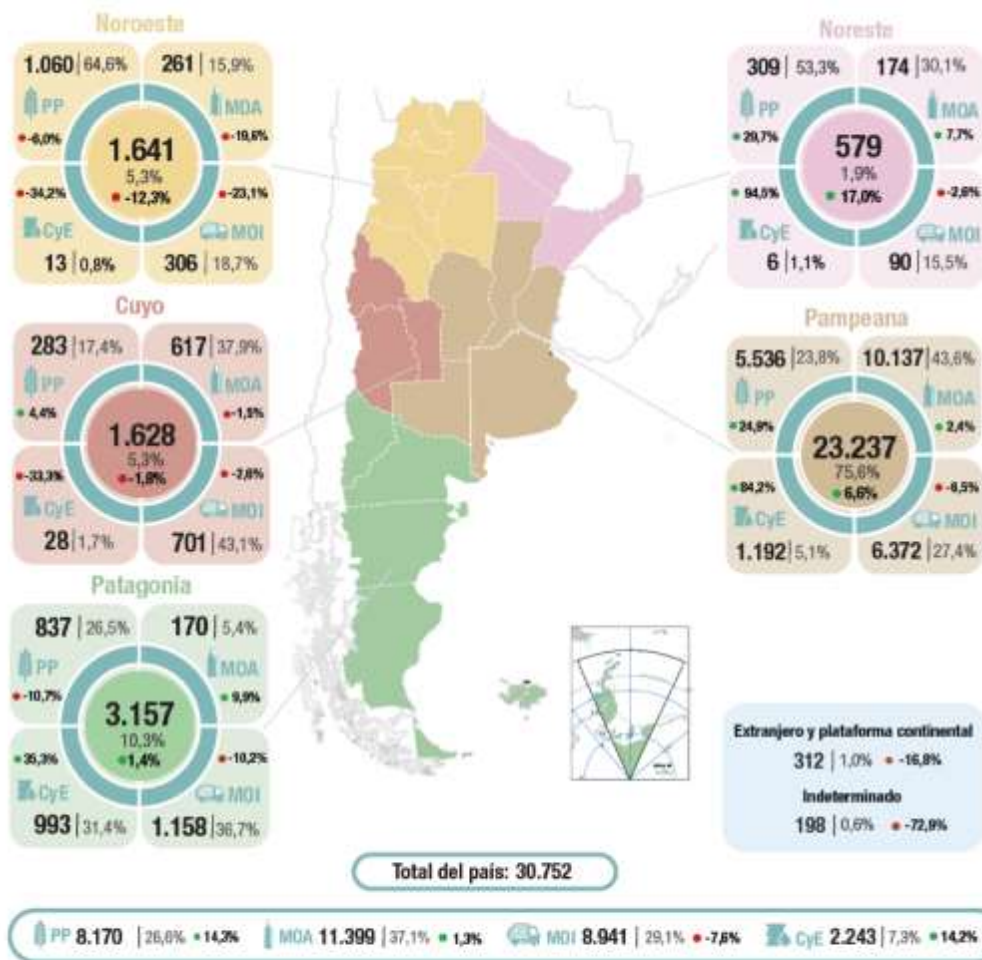 Noroeste
1.060 | 64,6%
261 | 15,9%
PP
MOA
-6,0%
-19,6%
1.641
5,3%
-12,3%
-34,2%
-23,1%
CyE
MOI
13 | 0,8%
306 | 18,7%
Noreste
309 | 53,3%
174 | 30,1%
PP
MOA
29,7%
7,7%
579
1,9%
17,0%
94,5%
-2,6%
CyE
MOI
6 | 1,1%
90 | 15,5%
Cuyo
283 | 17,4%
617 | 37,9%
PP
MOA
4,4%
-1,5%
1.628
5,3%
-1,8%
-33,3%
-2,6%
CyE
MOI
28 | 1,7%
701 | 43,1%
Pampeana
5.536 | 23,8%
10.137 | 43,6%
PP
MOA
24,9%
2,4%
23.237
75,6%
6,6%
84,2%
-6,5%
CyE
MOI
1.192 | 5,1%
6.372 | 27,4%
Patagonia
837 | 26,5%
170 | 5,4%
PP
MOA
-10,7%
9,9%
3.157
10,3%
1,4%
35,3%
-10,2%
CyE
MOI
993 | 31,4%
1.158 | 36,7%
Extranjero y plataforma continental
312 | 1,0% -16,8%
Indeterminado
198 | 0,6% -72,9%
Total del país: 30.752
PP 8.170 | 26,6% 14,3% MOA 11.399 | 37,1% 1,3% MOI 8.941 | 29,1% -7,6% CyE 2.243 | 7,3% 14,2%